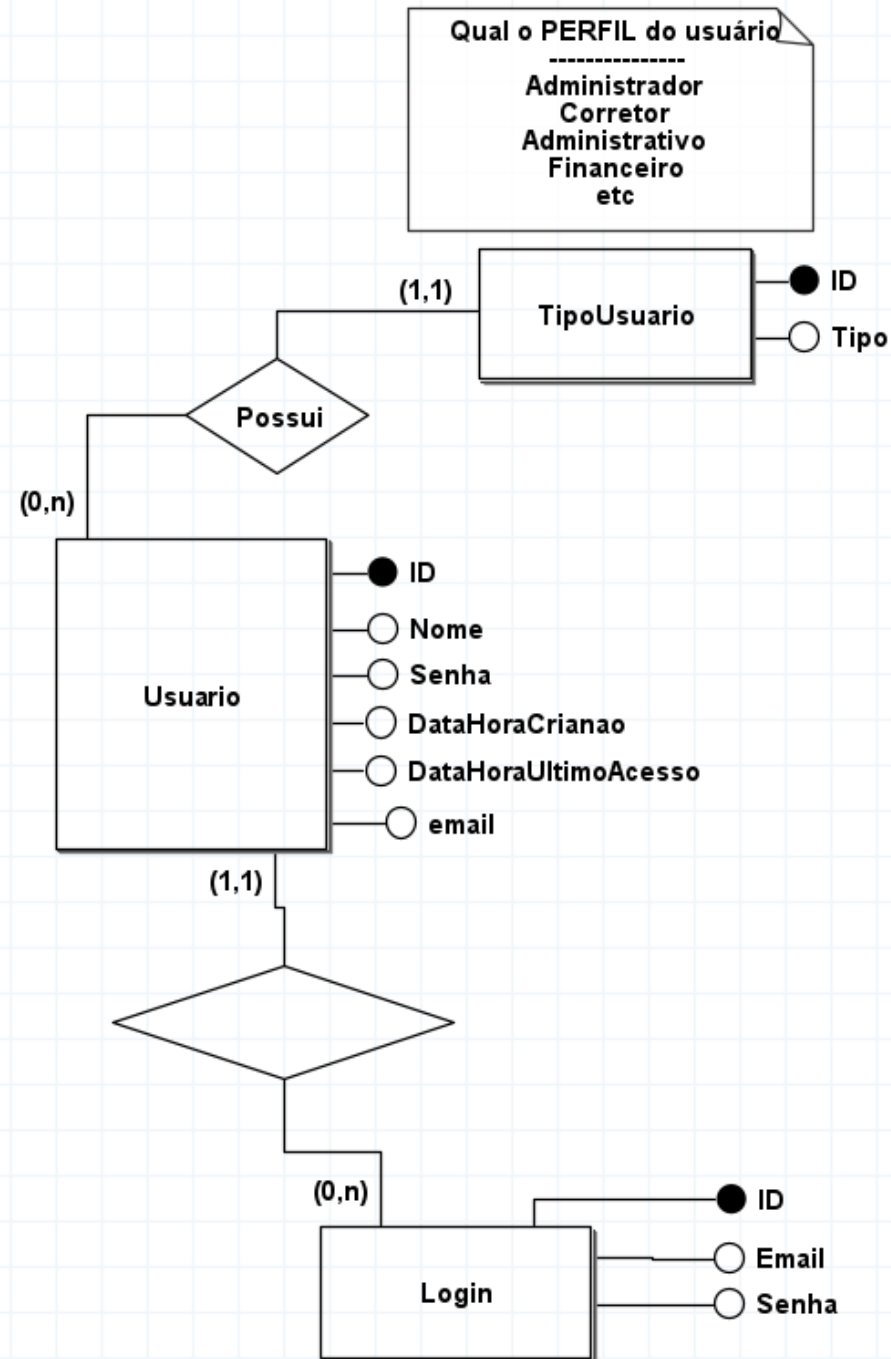 Qual o PERFIL do usuário
---------------
Administrador
Corretor
Administrativo
Financeiro
etc
(1,1)
TipoUsuario
ID
Tipo
Possui
(0,n)
Usuario
ID
Nome
Senha
DataHoraCrianao
DataHoraUltimoAcesso
email
(1,1)
(0,n)
Login
ID
Email
Senha